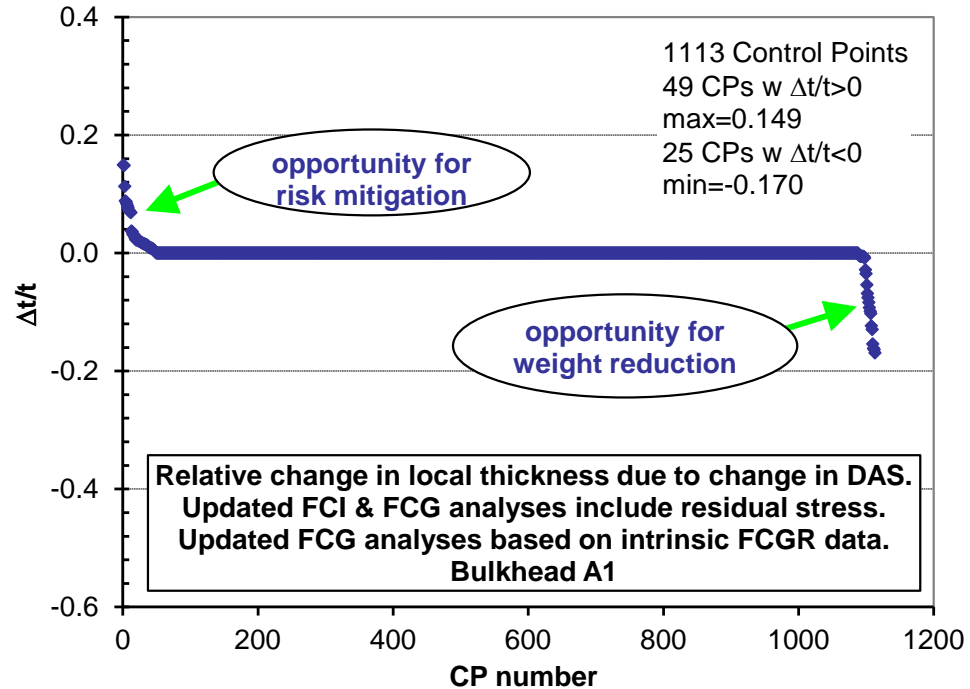 0.4
0.2
0.0
-0.2
-0.4
-0.6
Δt/t
1113 Control Points
49 CPs w Δt/t>0
max=0.149
25 CPs w Δt/t<0
min=-0.170
opportunity for
risk mitigation
opportunity for
weight reduction
Relative change in local thickness due to change in DAS.
Updated FCI & FCG analyses include residual stress.
Updated FCG analyses based on intrinsic FCGR data.
Bulkhead A1
0 200 400 600 800 1000 1200
CP number